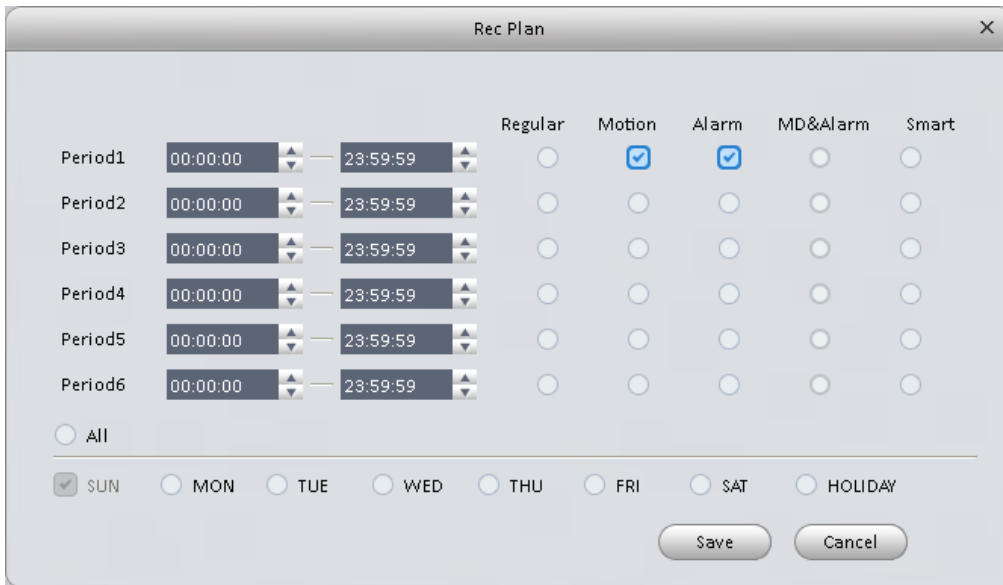 Rec Plan
Regular Motion Alarm MD&Alarm Smart
Period1 00:00:00 23:59:59
Period2 00:00:00 23:59:59
Period3 00:00:00 23:59:59
Period4 00:00:00 23:59:59
Period5 00:00:00 23:59:59
Period6 00:00:00 23:59:59
All
SUN MON TUE WED THU FRI SAT HOLIDAY
Save Cancel